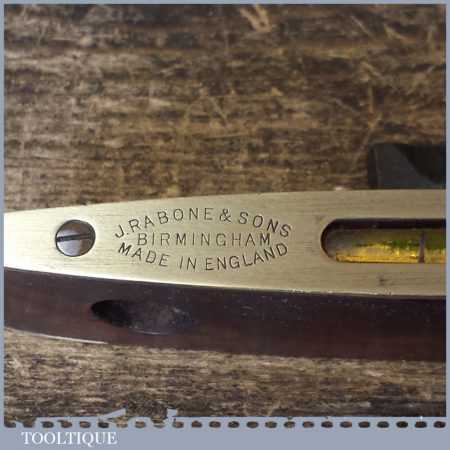 J. RABONE & SONS
BIRMINGHAM
MADE IN ENGLAND
TOOLTIQUE